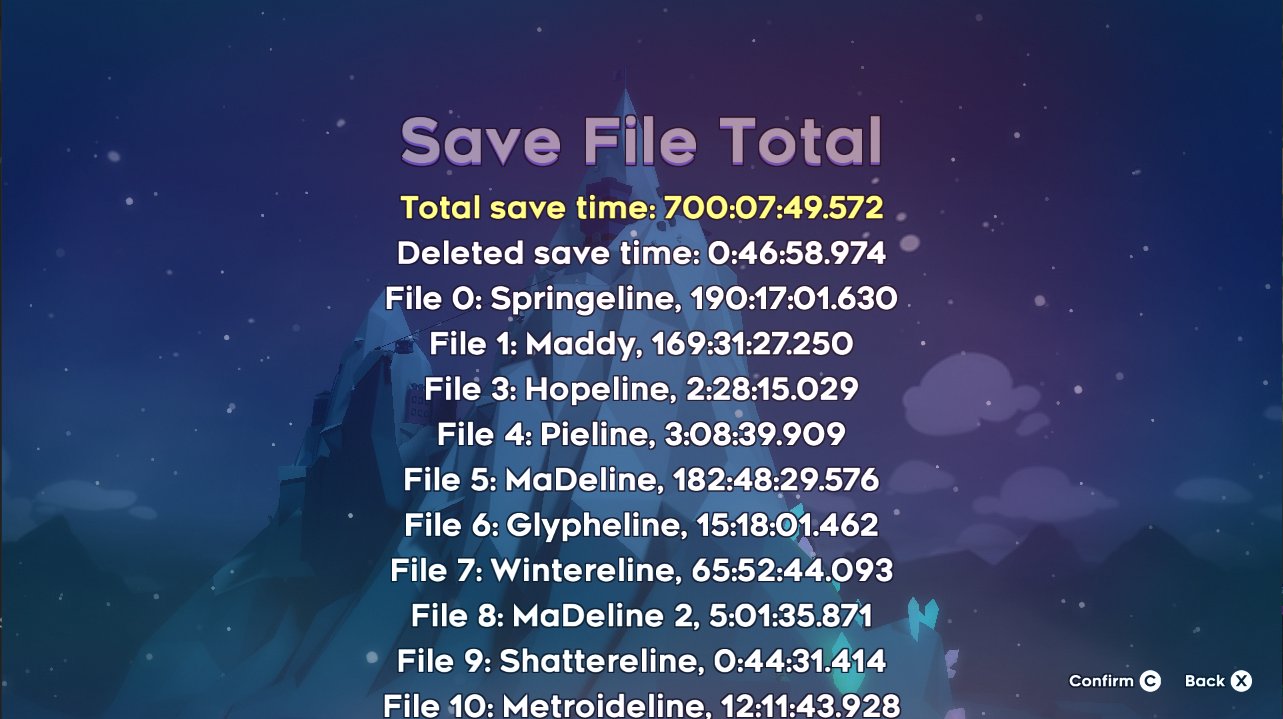 Save File Total
Total save time: 700:07:49.572
Deleted save time: 0:46:58.974
File 0: Springeline, 190:17:01.630
File 1: Maddy, 169:31:27.250
File 3: Hopeline, 2:28:15.029
File 4: Pieline, 3:08:39.909
File 5: MaDeline, 182:48:29.576
File 6: Glypheline, 15:18:01.462
File 7: Wintereline, 65:52:44.093
File 8: MaDeline 2, 5:01:35.871
File 9: Shattereline, 0:44:31.414
File 10: Metroideline, 12:11:43.928
Confirm C Back X